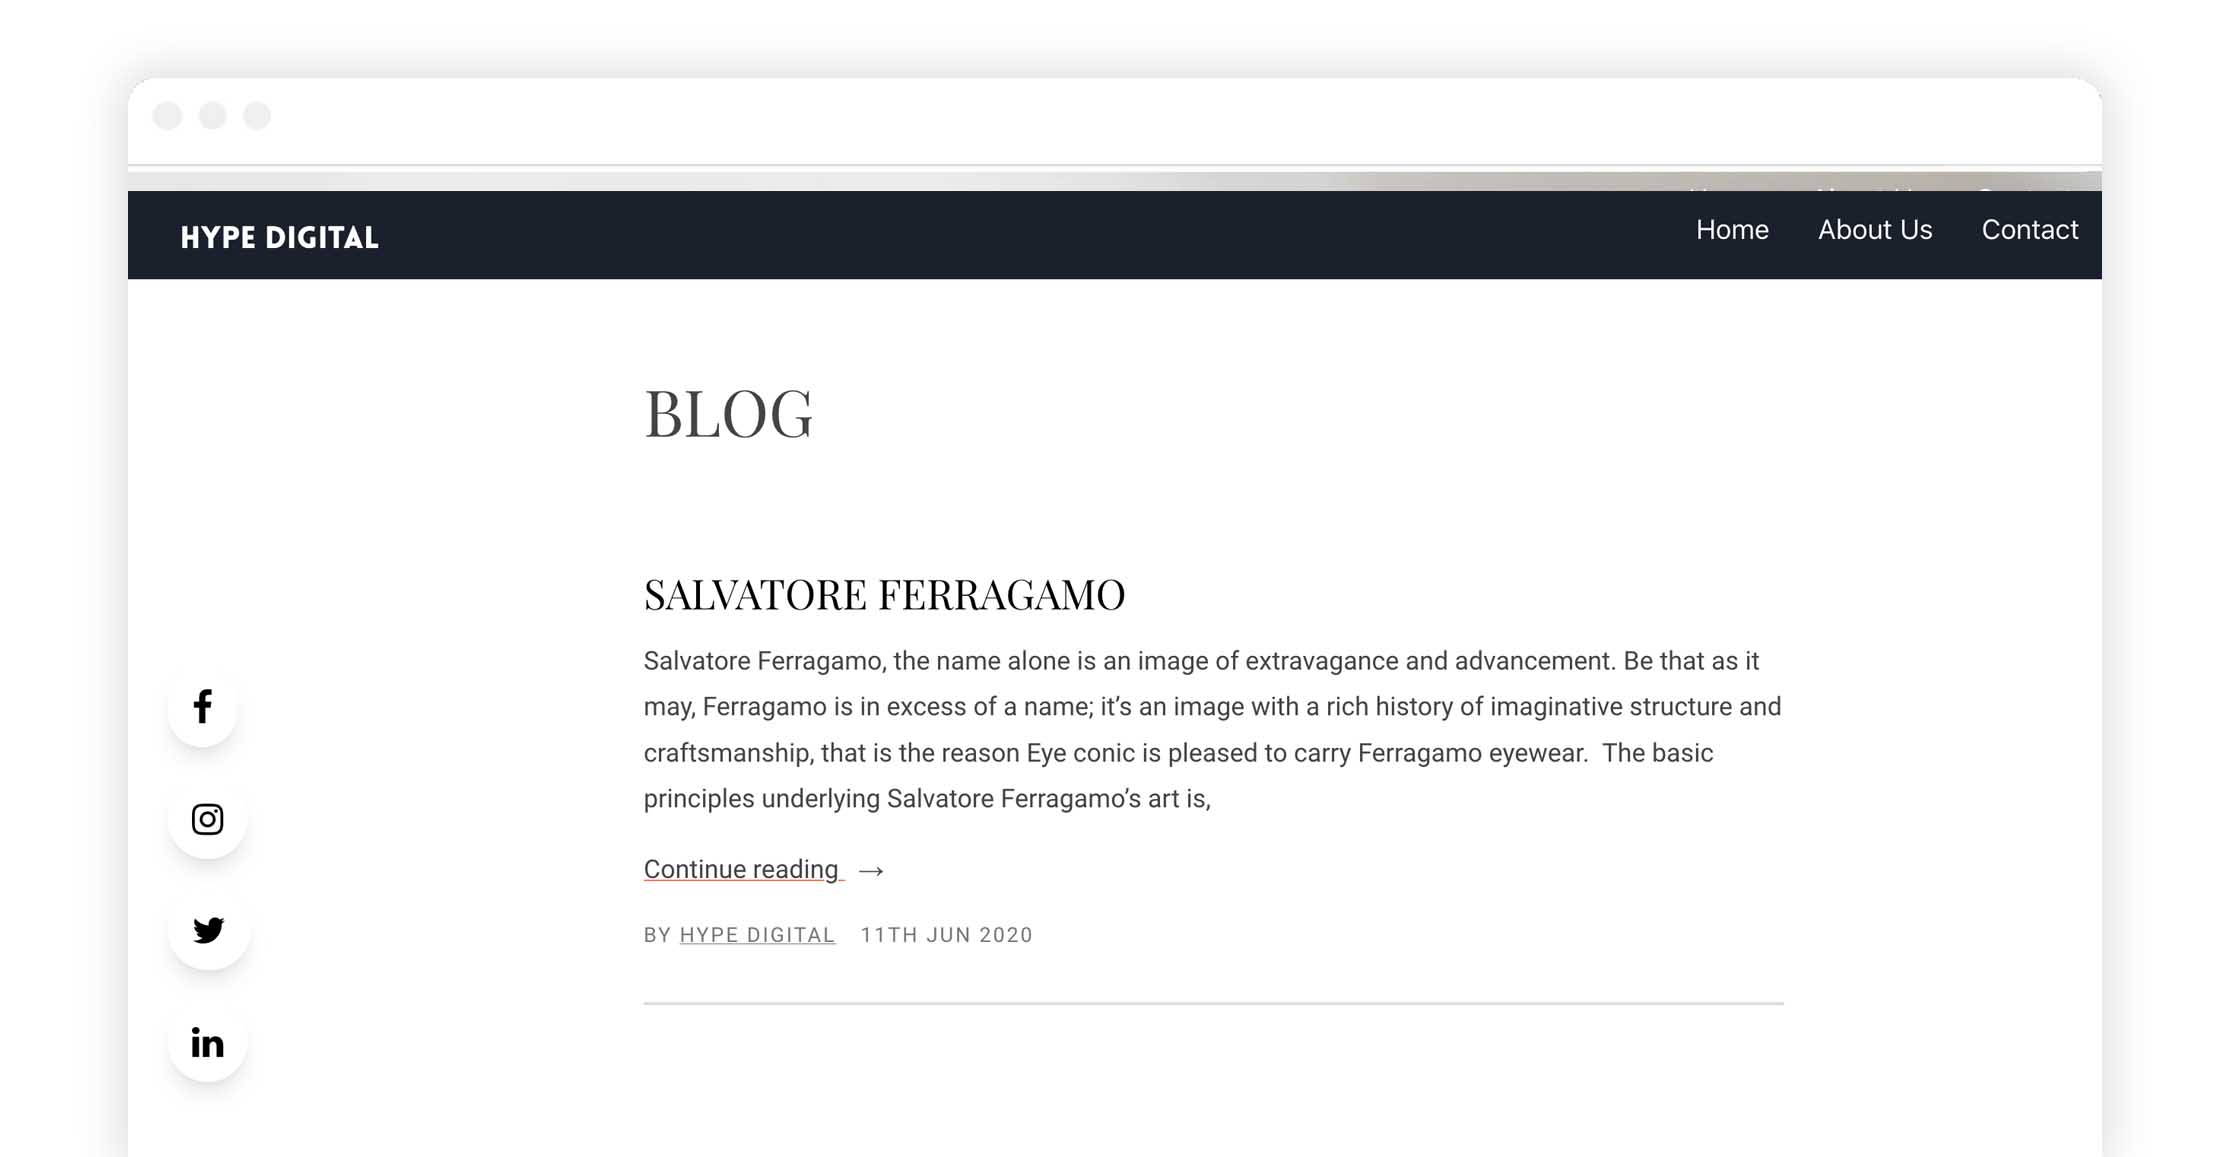 HYPE DIGITAL
Home About Us Contact
BLOG
SALVATORE FERRAGAMO
Salvatore Ferragamo, the name alone is an image of extravagance and advancement. Be that as it
may, Ferragamo is in excess of a name; it’s an image with a rich history of imaginative structure and
craftsmanship, that is the reason Eye conic is pleased to carry Ferragamo eyewear.  The basic
principles underlying Salvatore Ferragamo’s art is,
Continue reading →
BY HYPE DIGITAL 11TH JUN 2020